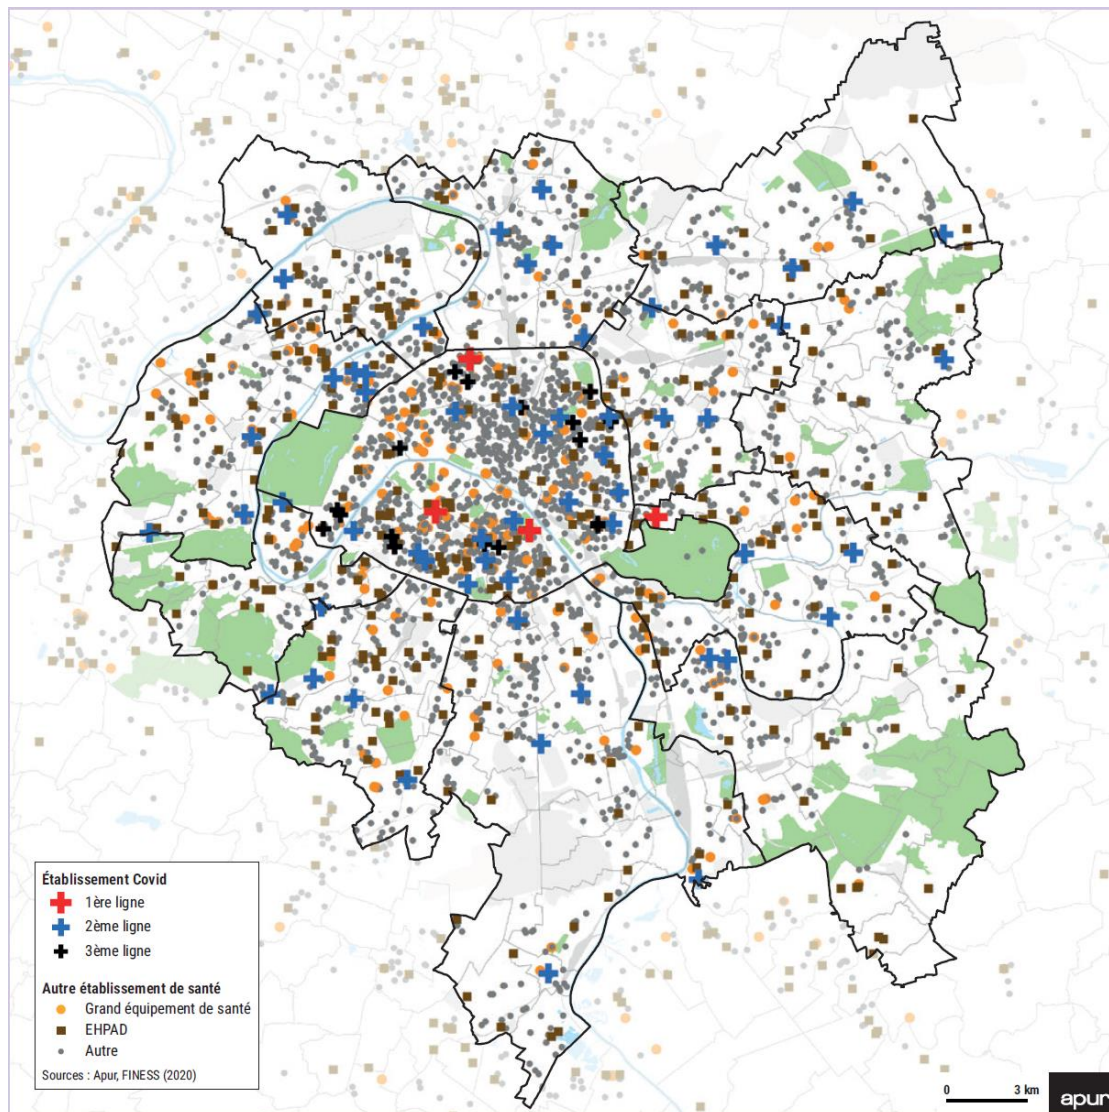 Établissement Covid
1ère ligne
2ème ligne
3ème ligne
Autre établissement de santé
Grand équipement de santé
EHPAD
Autre
Sources : Apur, FINESS (2020)
0 3 km
apur